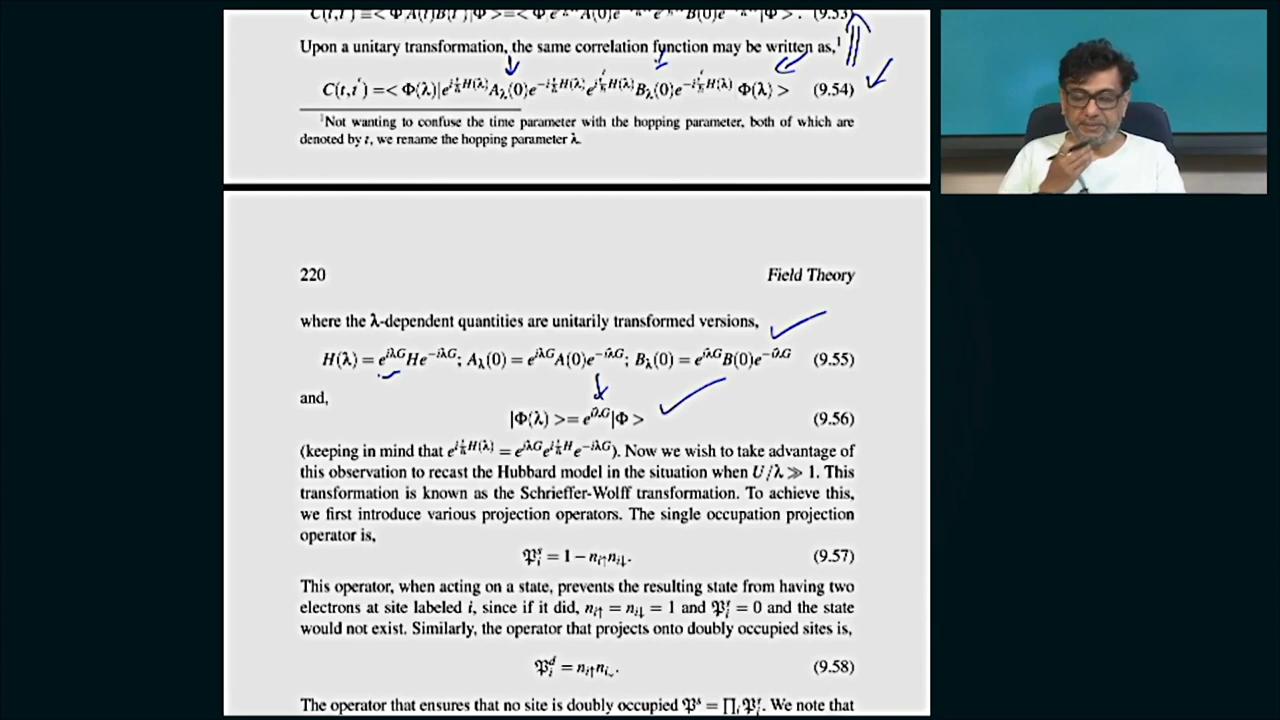 C(t,t') ≡< Φ|A(t)B(t')|Φ>=< Φ|e A(0)e e B(0)e |Φ> . (9.53)
Upon a unitary transformation, the same correlation function may be written as,¹
C(t,t') =< Φ(λ)|e^{i t/ħ H(λ)}A_λ(0)e^{-i t/ħ H(λ)}e^{i t'/ħ H(λ)}B_λ(0)e^{-i t'/ħ H(λ)} Φ(λ) > (9.54)
¹Not wanting to confuse the time parameter with the hopping parameter, both of which are
denoted by t, we rename the hopping parameter λ.
220 Field Theory
where the λ-dependent quantities are unitarily transformed versions,
H(λ) = e^{iλG}He^{-iλG}; A_λ(0) = e^{iλG}A(0)e^{-iλG}; B_λ(0) = e^{iλG}B(0)e^{-iλG} (9.55)
and,
|Φ(λ) >= e^{iλG}|Φ > (9.56)
(keeping in mind that e^{i t/ħ H(λ)} = e^{iλG}e^{i t/ħ H}e^{-iλG}). Now we wish to take advantage of
this observation to recast the Hubbard model in the situation when U/λ ≫ 1. This
transformation is known as the Schrieffer-Wolff transformation. To achieve this,
we first introduce various projection operators. The single occupation projection
operator is,
𝔓_i^s = 1 − n_{i↑}n_{i↓}. (9.57)
This operator, when acting on a state, prevents the resulting state from having two
electrons at site labeled i, since if it did, n_{i↑} = n_{i↓} = 1 and 𝔓_i^s = 0 and the state
would not exist. Similarly, the operator that projects onto doubly occupied sites is,
𝔓_i^d = n_{i↑}n_{i↓}. (9.58)
The operator that ensures that no site is doubly occupied 𝔓^s = ∏_i 𝔓_i^s. We note that